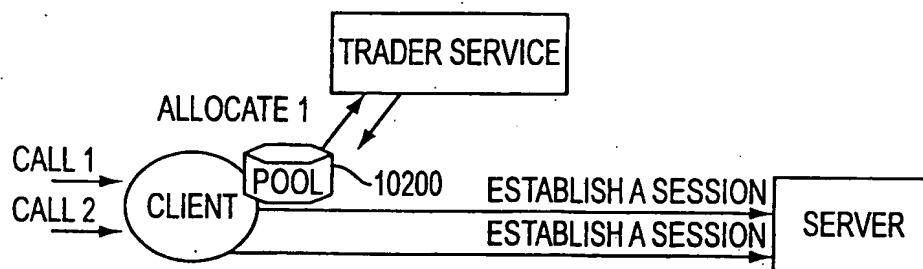 TRADER SERVICE
ALLOCATE 1
CALL 1
POOL
10200
ESTABLISH A SESSION
CALL 2
CLIENT
SERVER
ESTABLISH A SESSION